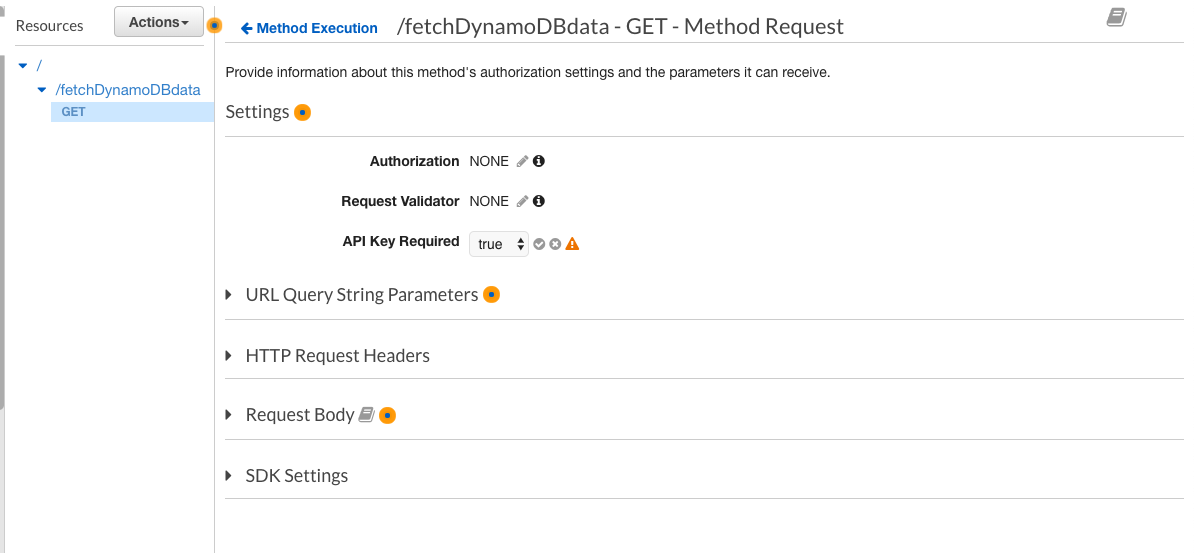 Resources
Actions
Method Execution
/fetchDynamoDBdata - GET - Method Request
/
/fetchDynamoDBdata
GET
Provide information about this method's authorization settings and the parameters it can receive.
Settings
Authorization NONE
Request Validator NONE
API Key Required true
URL Query String Parameters
HTTP Request Headers
Request Body
SDK Settings